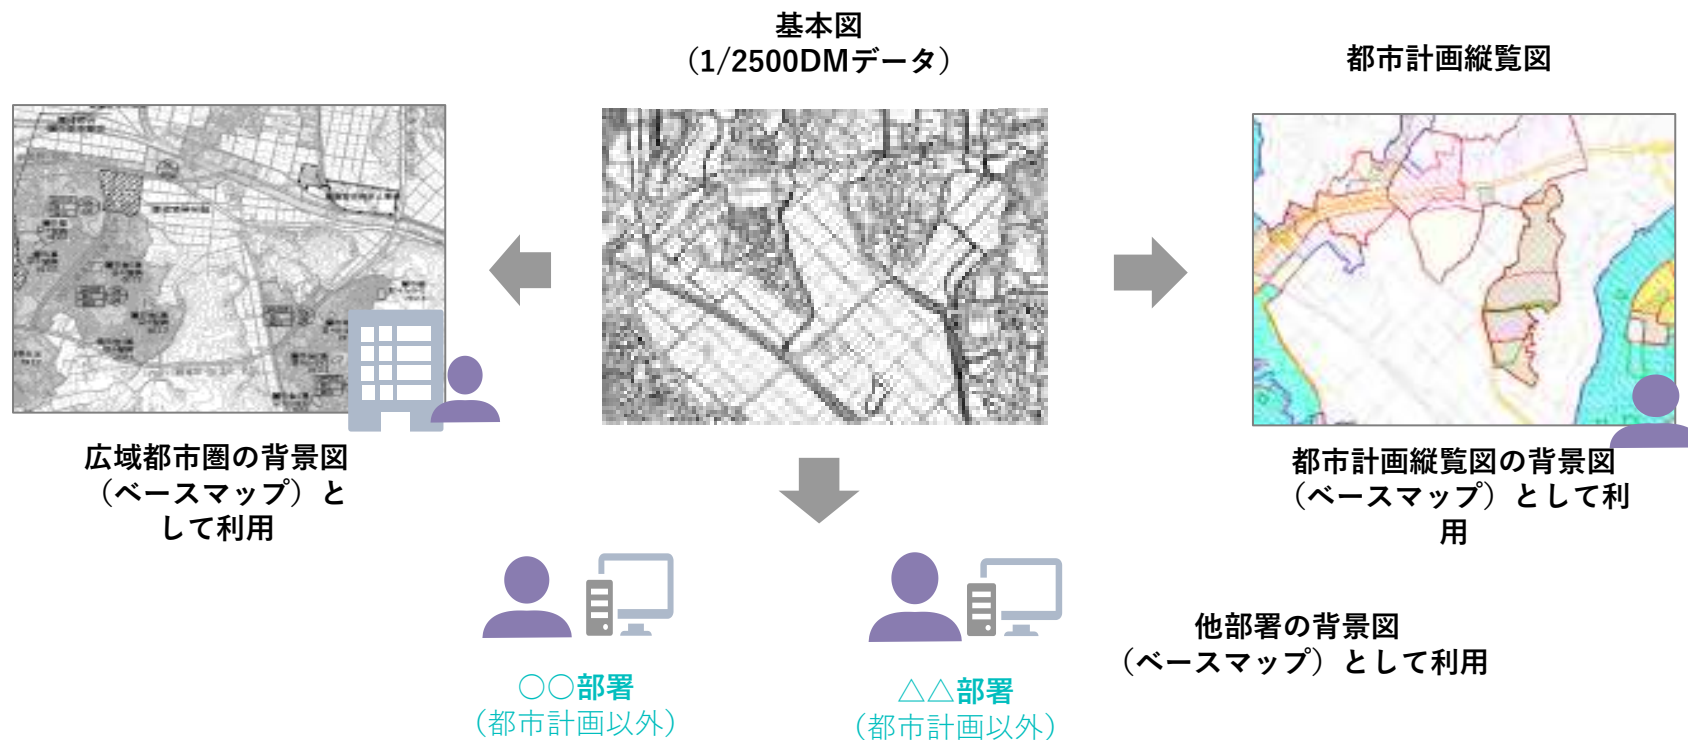 基本図
（1/2500DMデータ）
都市計画縦覧図
広域都市圏の背景図
（ベースマップ）と
して利用
都市計画縦覧図の背景図
（ベースマップ）として利
用
他部署の背景図
（ベースマップ）として利用
○○部署
（都市計画以外）
△△部署
（都市計画以外）